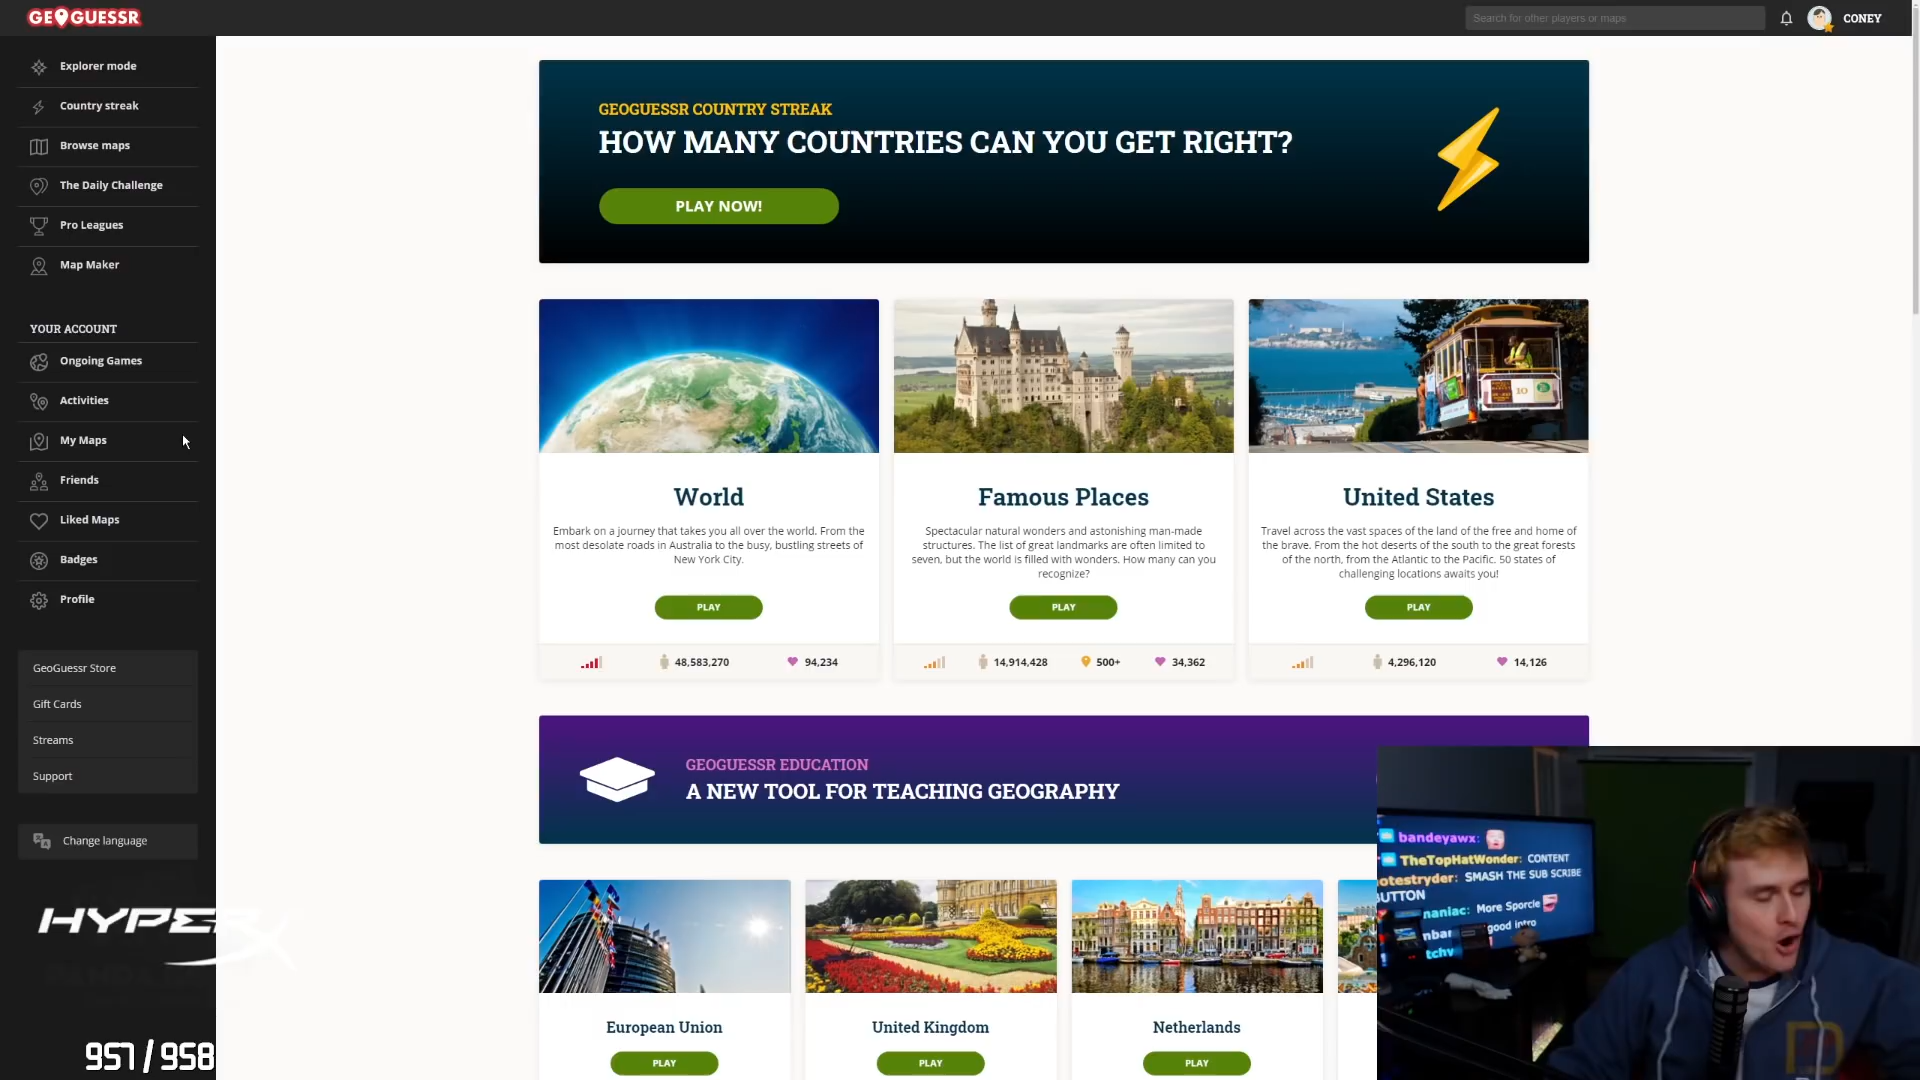 GEOGUESSR
Search for other players or maps
CONEY
Explorer mode
Country streak
Browse maps
The Daily Challenge
Pro Leagues
Map Maker
YOUR ACCOUNT
Ongoing Games
Activities
My Maps
Friends
Liked Maps
Badges
Profile
GeoGuessr Store
Gift Cards
Streams
Support
Change language
HYPERX
957 / 958
GEOGUESSR COUNTRY STREAK
HOW MANY COUNTRIES CAN YOU GET RIGHT?
PLAY NOW!
World
Embark on a journey that takes you all over the world. From the
most desolate roads in Australia to the busy, bustling streets of
New York City.
PLAY
48,583,270 94,234
Famous Places
Spectacular natural wonders and astonishing man-made
structures. The list of great landmarks are often limited to
seven, but the world is filled with wonders. How many can you
recognize?
PLAY
14,914,428 500+ 34,362
10
United States
Travel across the vast spaces of the land of the free and home of
the brave. From the hot deserts of the south to the great forests
of the north, from the Atlantic to the Pacific. 50 states of
challenging locations awaits you!
PLAY
4,296,120 14,126
GEOGUESSR EDUCATION
A NEW TOOL FOR TEACHING GEOGRAPHY
European Union
PLAY
United Kingdom
PLAY
Netherlands
PLAY
bandeyawx:
TheTopHatWonder: CONTENT
otestryder: SMASH THE SUB SCRIBE
BUTTON
naniac: More Sporcle
mbar good intro
tchy